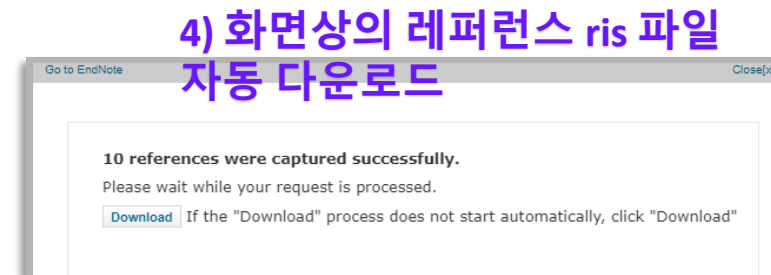 4) 화면상의 레퍼런스 ris 파일
자동 다운로드
Go to EndNote
Close[x
10 references were captured successfully.
Please wait while your request is processed.
Download If the "Download" process does not start automatically, click "Download"